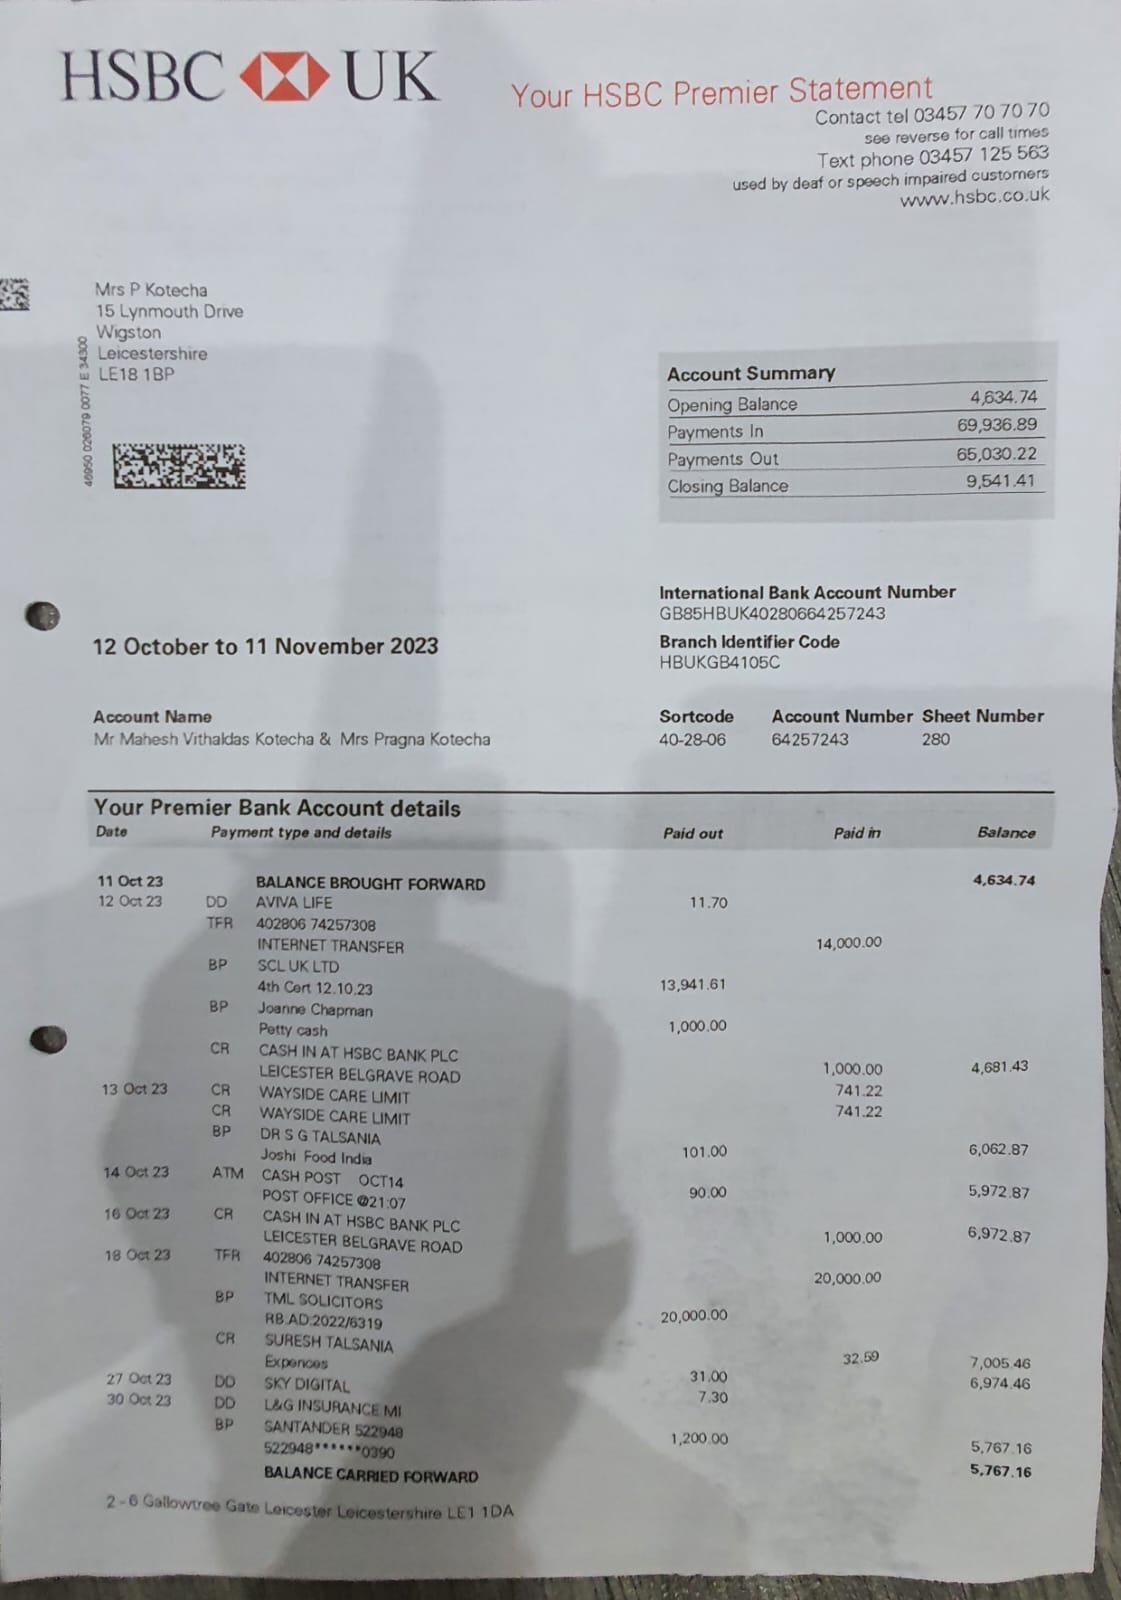 HSBC UK
Your HSBC Premier Statement
Contact tel 03457 70 70 70
see reverse for call times
Text phone 03457 125 563
used by deaf or speech impaired customers
www.hsbc.co.uk
Mrs P Kotecha
15 Lynmouth Drive
Wigston
Leicestershire
LE18 1BP
46950 026079 0077 E 34300
Account Summary
Opening Balance 4,634.74
Payments In 69,936.89
Payments Out 65,030.22
Closing Balance 9,541.41
International Bank Account Number
GB85HBUK40280664257243
Branch Identifier Code
HBUKGB4105C
12 October to 11 November 2023
Account Name Sortcode Account Number Sheet Number
Mr Mahesh Vithaldas Kotecha & Mrs Pragna Kotecha 40-28-06 64257243 280
Your Premier Bank Account details
Date Payment type and details Paid out Paid in Balance
11 Oct 23 BALANCE BROUGHT FORWARD 4,634.74
12 Oct 23 DD AVIVA LIFE 11.70
TFR 402806 74257308
INTERNET TRANSFER 14,000.00
BP SCL UK LTD
4th Cert 12.10.23 13,941.61
BP Joanne Chapman
Petty cash 1,000.00
CR CASH IN AT HSBC BANK PLC
LEICESTER BELGRAVE ROAD 1,000.00 4,681.43
13 Oct 23 CR WAYSIDE CARE LIMIT 741.22
CR WAYSIDE CARE LIMIT 741.22
BP DR S G TALSANIA
Joshi Food India 101.00 6,062.87
14 Oct 23 ATM CASH POST OCT14
POST OFFICE @21:07 90.00 5,972.87
16 Oct 23 CR CASH IN AT HSBC BANK PLC
LEICESTER BELGRAVE ROAD 1,000.00 6,972.87
18 Oct 23 TFR 402806 74257308
INTERNET TRANSFER 20,000.00
BP TML SOLICITORS
RB.AD.2022/6319 20,000.00
CR SURESH TALSANIA
Expences 32.59 7,005.46
27 Oct 23 DD SKY DIGITAL 31.00 6,974.46
30 Oct 23 DD L&G INSURANCE MI 7.30
BP SANTANDER 522948
522948******0390 1,200.00 5,767.16
BALANCE CARRIED FORWARD 5,767.16
2 - 6 Gallowtree Gate Leicester Leicestershire LE1 1DA